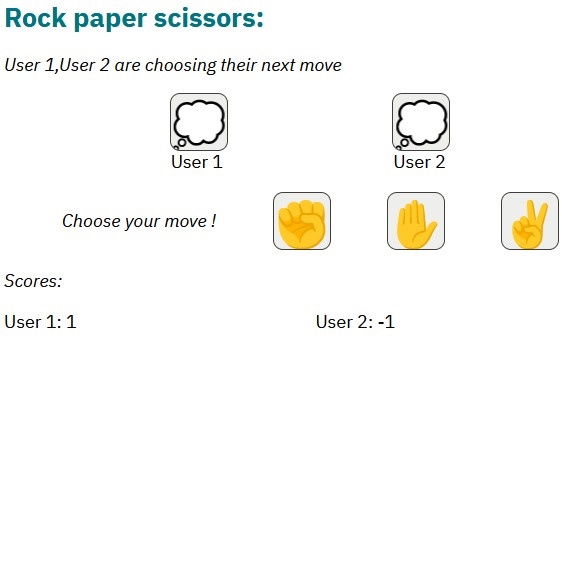 Rock paper scissors:
User 1,User 2 are choosing their next move
User 1 User 2
Choose your move !
Scores:
User 1: 1 User 2: -1